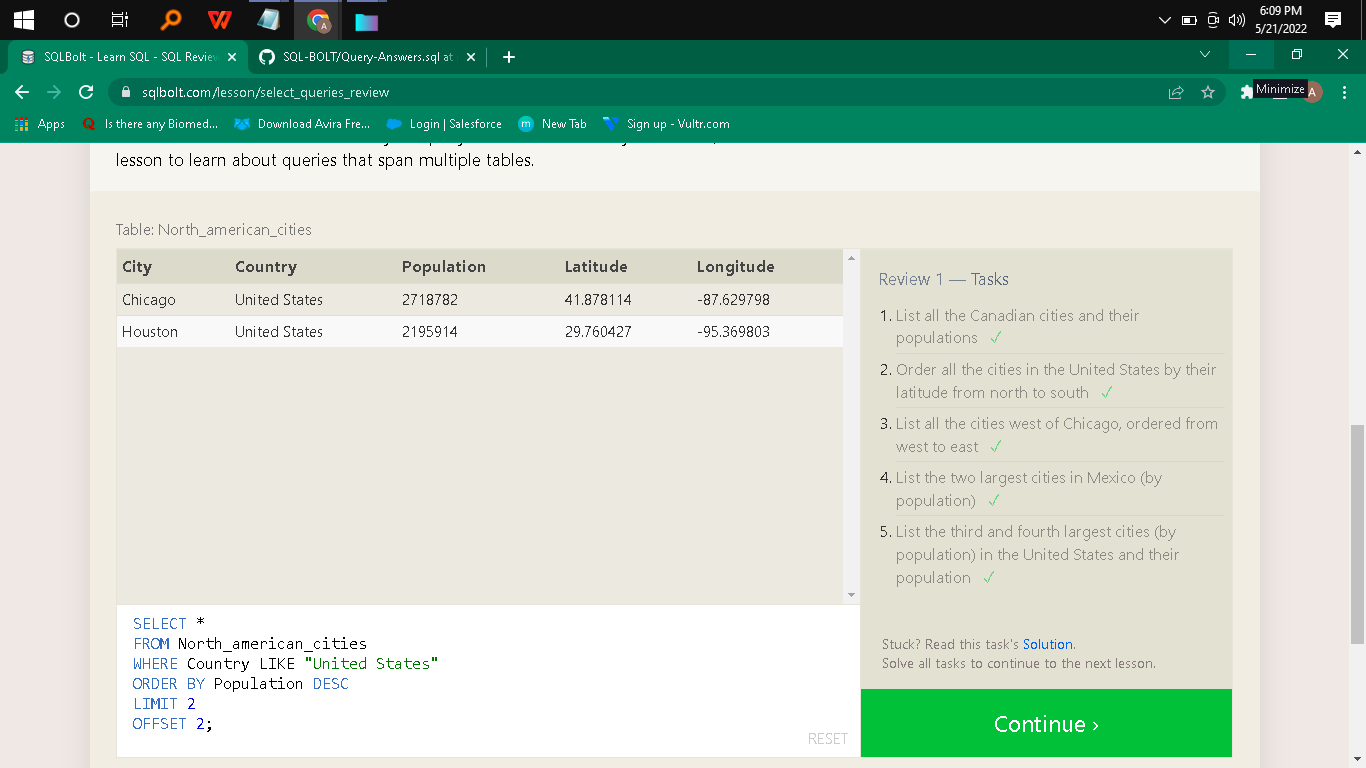 6:09 PM
5/21/2022
SQLBolt - Learn SQL - SQL Review
SQL-BOLT/Query-Answers.sql at
sqlbolt.com/lesson/select_queries_review
Minimize
A
Apps
Is there any Biomed...
Download Avira Fre...
Login | Salesforce
New Tab
Sign up - Vultr.com
lesson to learn about queries that span multiple tables.
Table: North_american_cities
City Country Population Latitude Longitude
Chicago United States 2718782 41.878114 -87.629798
Houston United States 2195914 29.760427 -95.369803
Review 1 — Tasks
1. List all the Canadian cities and their
populations ✓
2. Order all the cities in the United States by their
latitude from north to south ✓
3. List all the cities west of Chicago, ordered from
west to east ✓
4. List the two largest cities in Mexico (by
population) ✓
5. List the third and fourth largest cities (by
population) in the United States and their
population ✓
Stuck? Read this task's Solution.
Solve all tasks to continue to the next lesson.
SELECT *
FROM North_american_cities
WHERE Country LIKE "United States"
ORDER BY Population DESC
LIMIT 2
OFFSET 2;
RESET
Continue ›